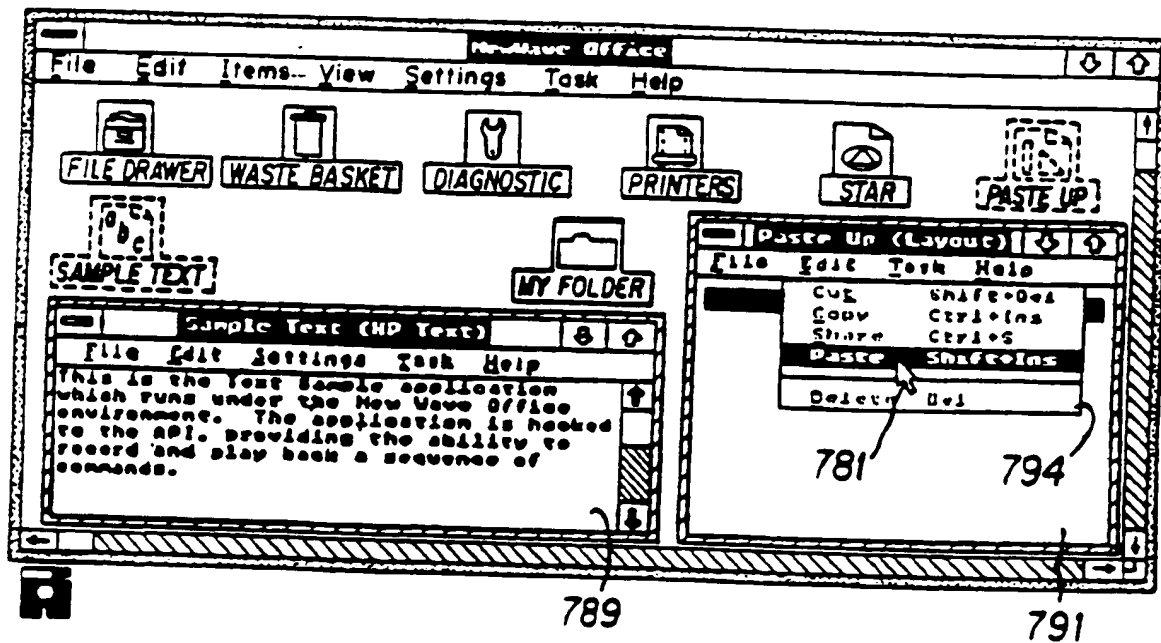 NewWave Office
File Edit Items View Settings Task Help
FILE DRAWER WASTE BASKET DIAGNOSTIC PRINTERS STAR PASTE UP
SAMPLE TEXT MY FOLDER
Paste Up (Layout)
File Edit Task Help
Cut Shift+Del
Copy Ctrl+Ins
Share Ctrl+S
Paste Shift+Ins
Delete Del
Sample Text (HP Text)
File Edit Settings Task Help
This is the Text Sample application
which runs under the New Wave Office
environment. The application is hooked
to the API, providing the ability to
record and play back a sequence of
commands.
781 794
789 791